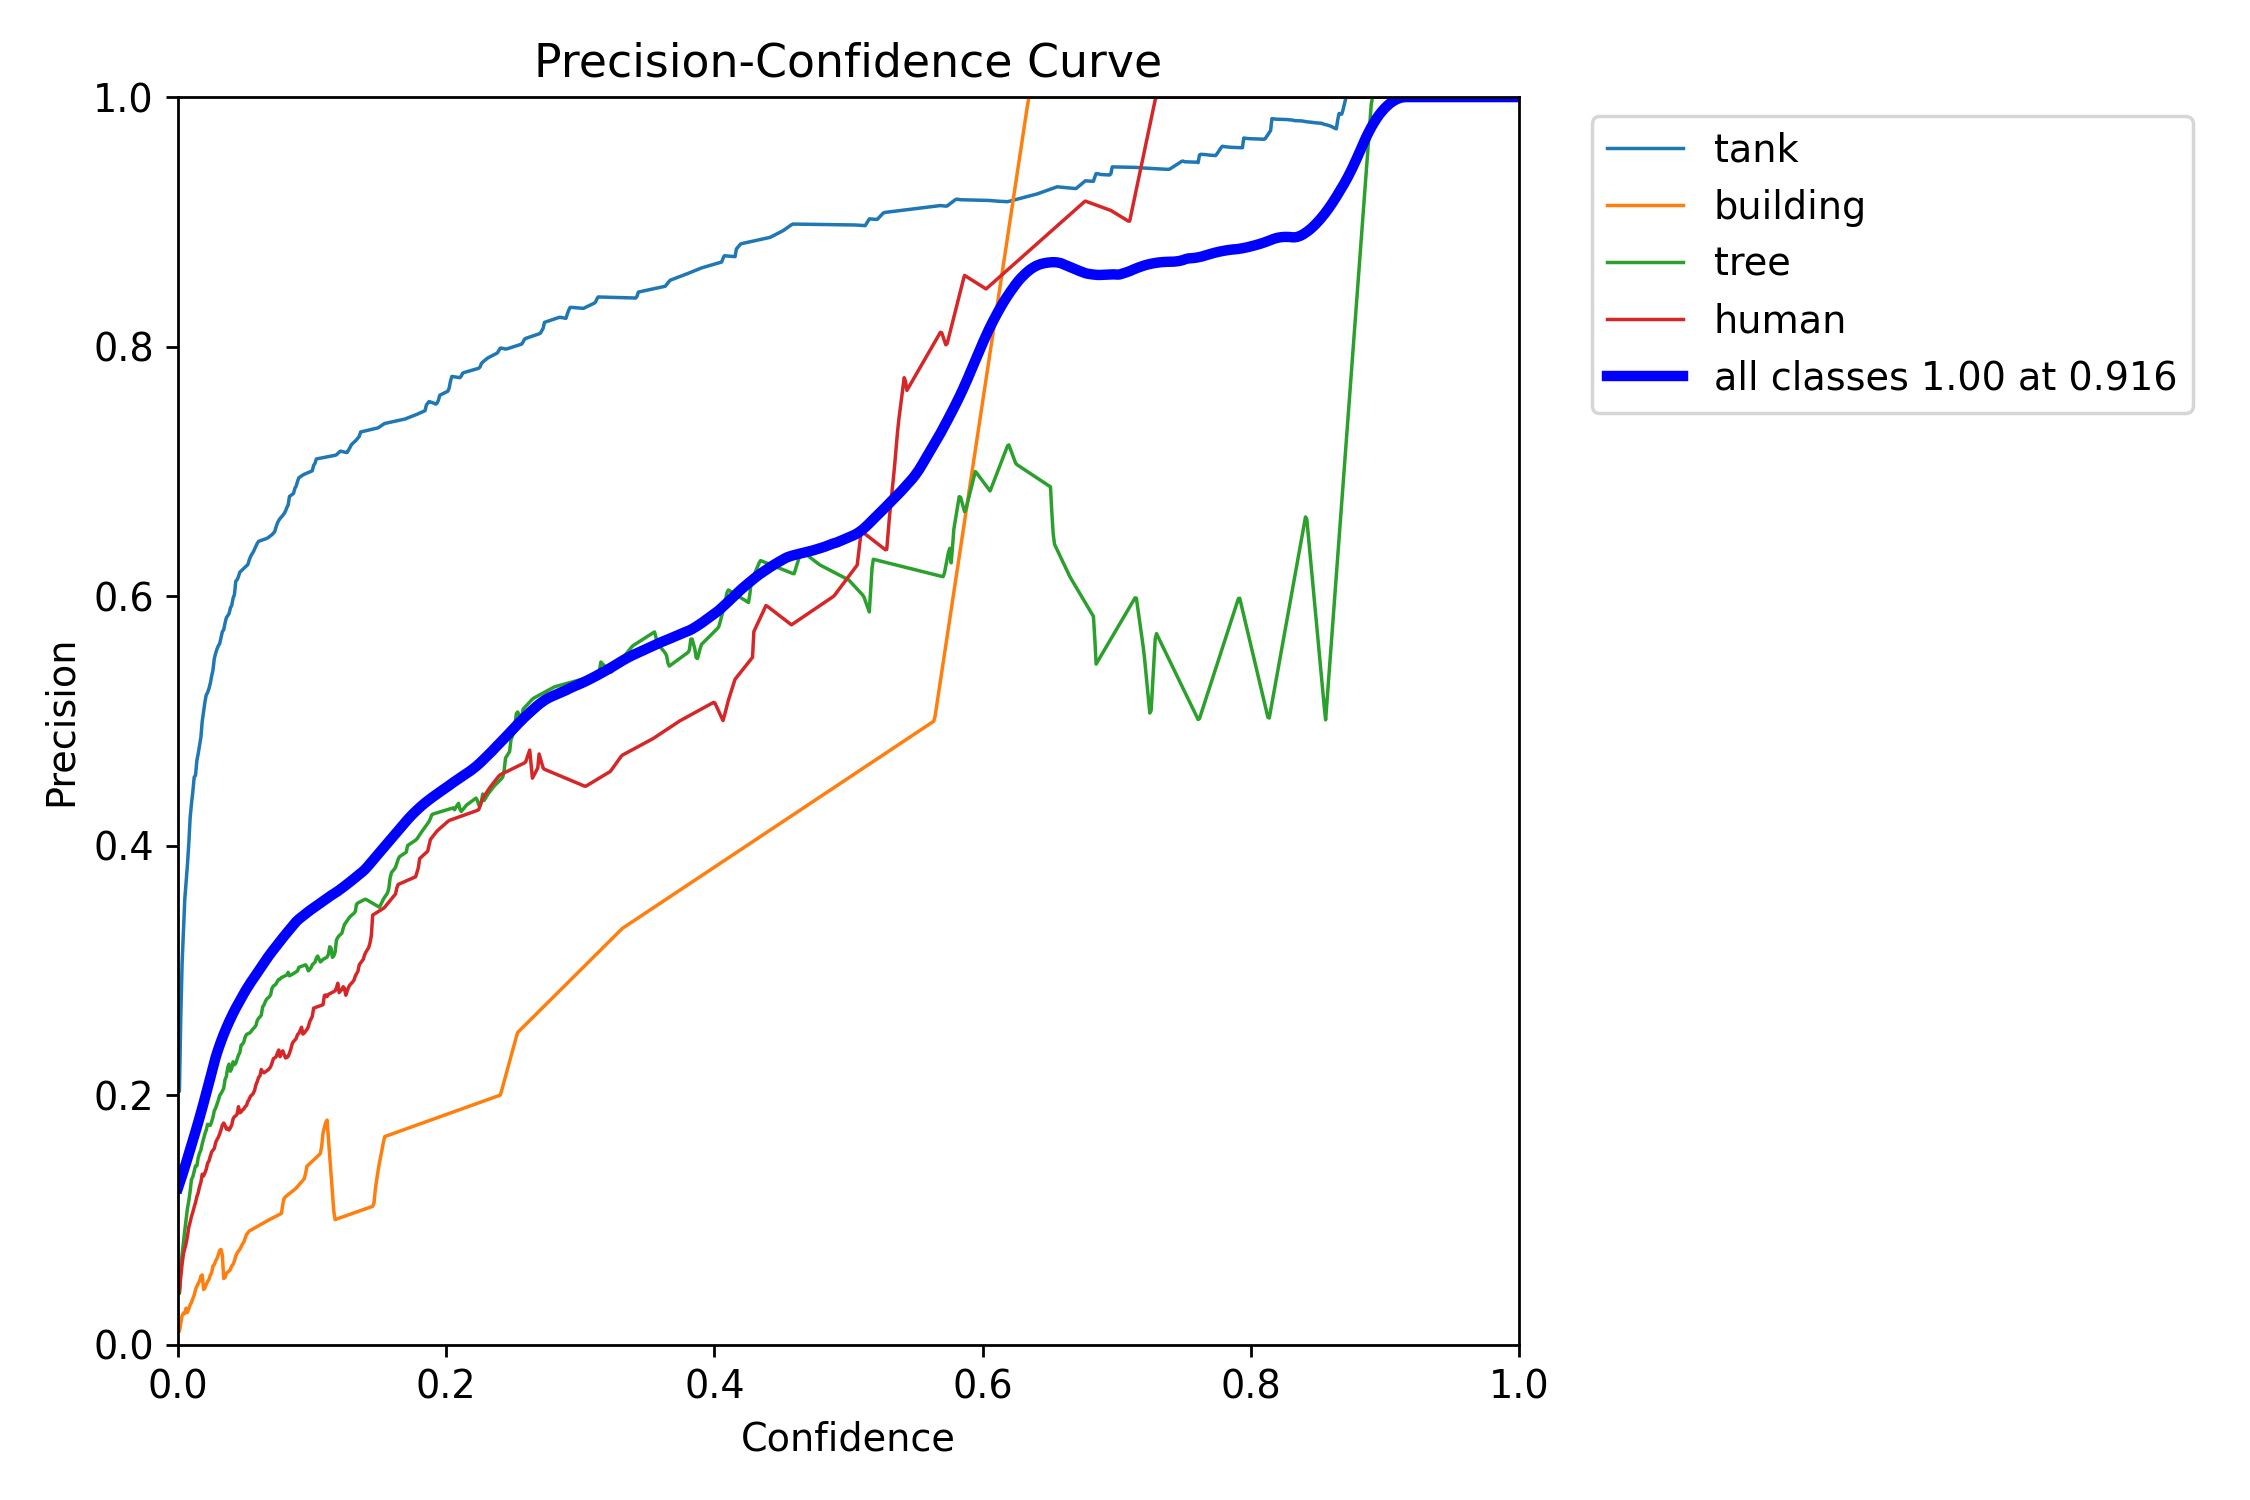 Precision-Confidence Curve
1.0
0.8
0.6
0.4
0.2
0.0
Precision
0.0 0.2 0.4 0.6 0.8 1.0
Confidence
tank
building
tree
human
all classes 1.00 at 0.916